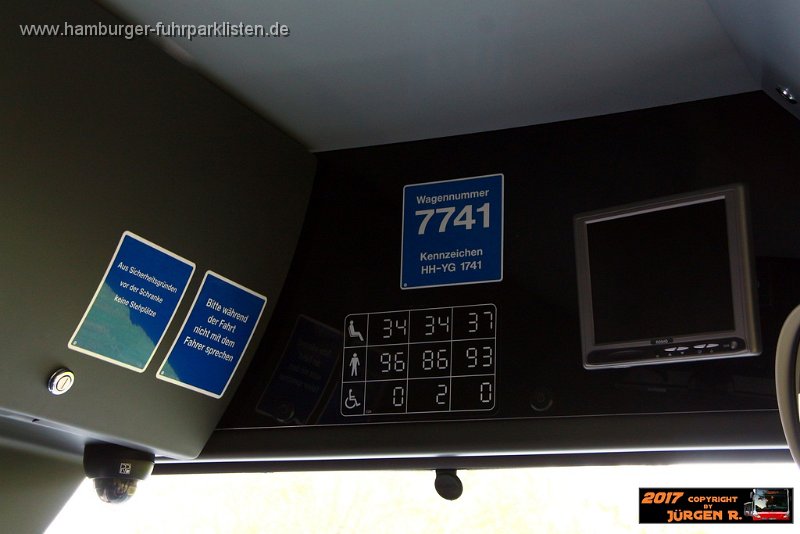 www.hamburger-fuhrparklisten.de
Wagennummer
7741
Kennzeichen
HH-YG 1741
Aus Sicherheitsgründen
vor der Schranke
keine Stehplätze
Bitte während
der Fahrt
nicht mit dem
Fahrer sprechen
34 34 37
96 86 93
0 2 0
2017 COPYRIGHT
BY
JÜRGEN R.